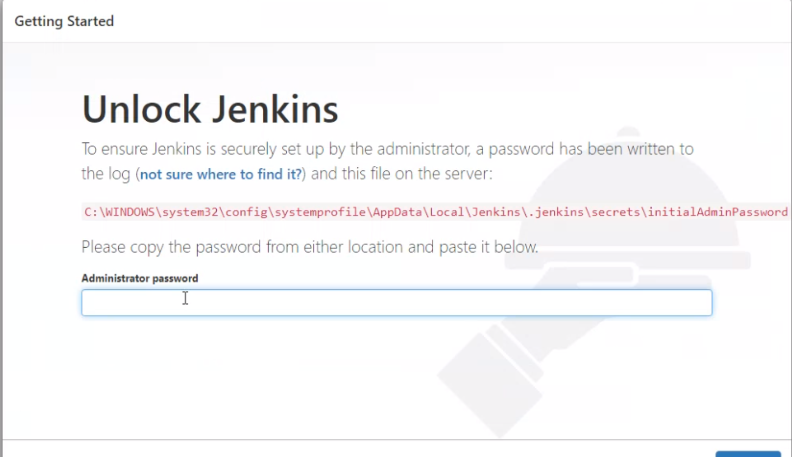 Getting Started
Unlock Jenkins
To ensure Jenkins is securely set up by the administrator, a password has been written to
the log (not sure where to find it?) and this file on the server:
C:\WINDOWS\system32\config\systemprofile\AppData\Local\Jenkins\.jenkins\secrets\initialAdminPassword
Please copy the password from either location and paste it below.
Administrator password